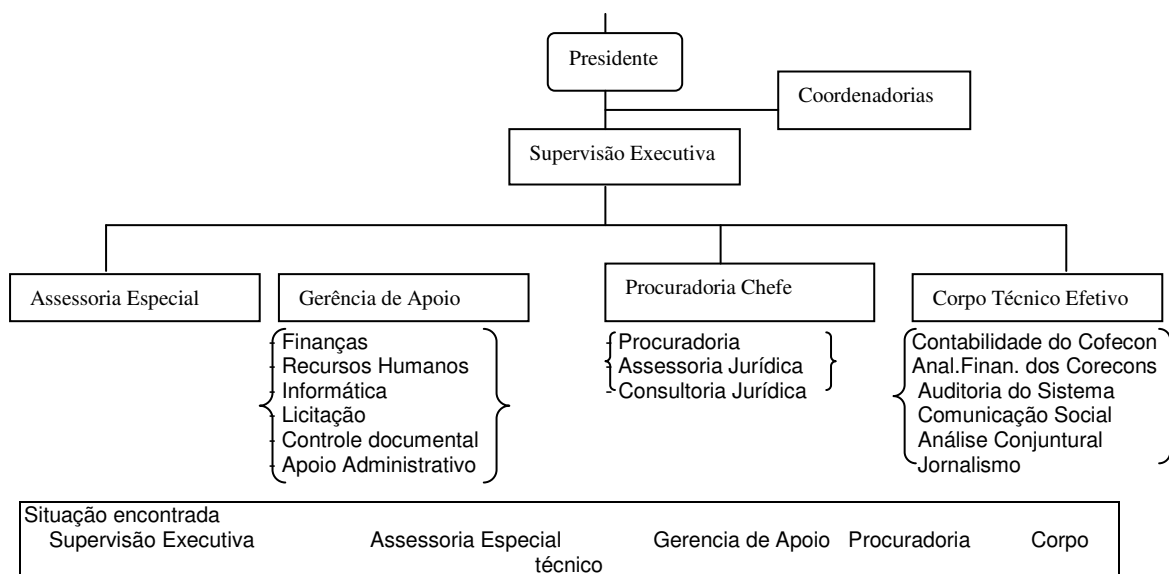 Presidente
Coordenadorias
Supervisão Executiva
Assessoria Especial
Gerência de Apoio
- Finanças
- Recursos Humanos
- Informática
- Licitação
- Controle documental
- Apoio Administrativo
Procuradoria Chefe
- Procuradoria
- Assessoria Jurídica
- Consultoria Jurídica
Corpo Técnico Efetivo
Contabilidade do Cofecon
Anal.Finan. dos Corecons
Auditoria do Sistema
Comunicação Social
Análise Conjuntural
Jornalismo
Situação encontrada
Supervisão Executiva Assessoria Especial Gerencia de Apoio Procuradoria Corpo
técnico